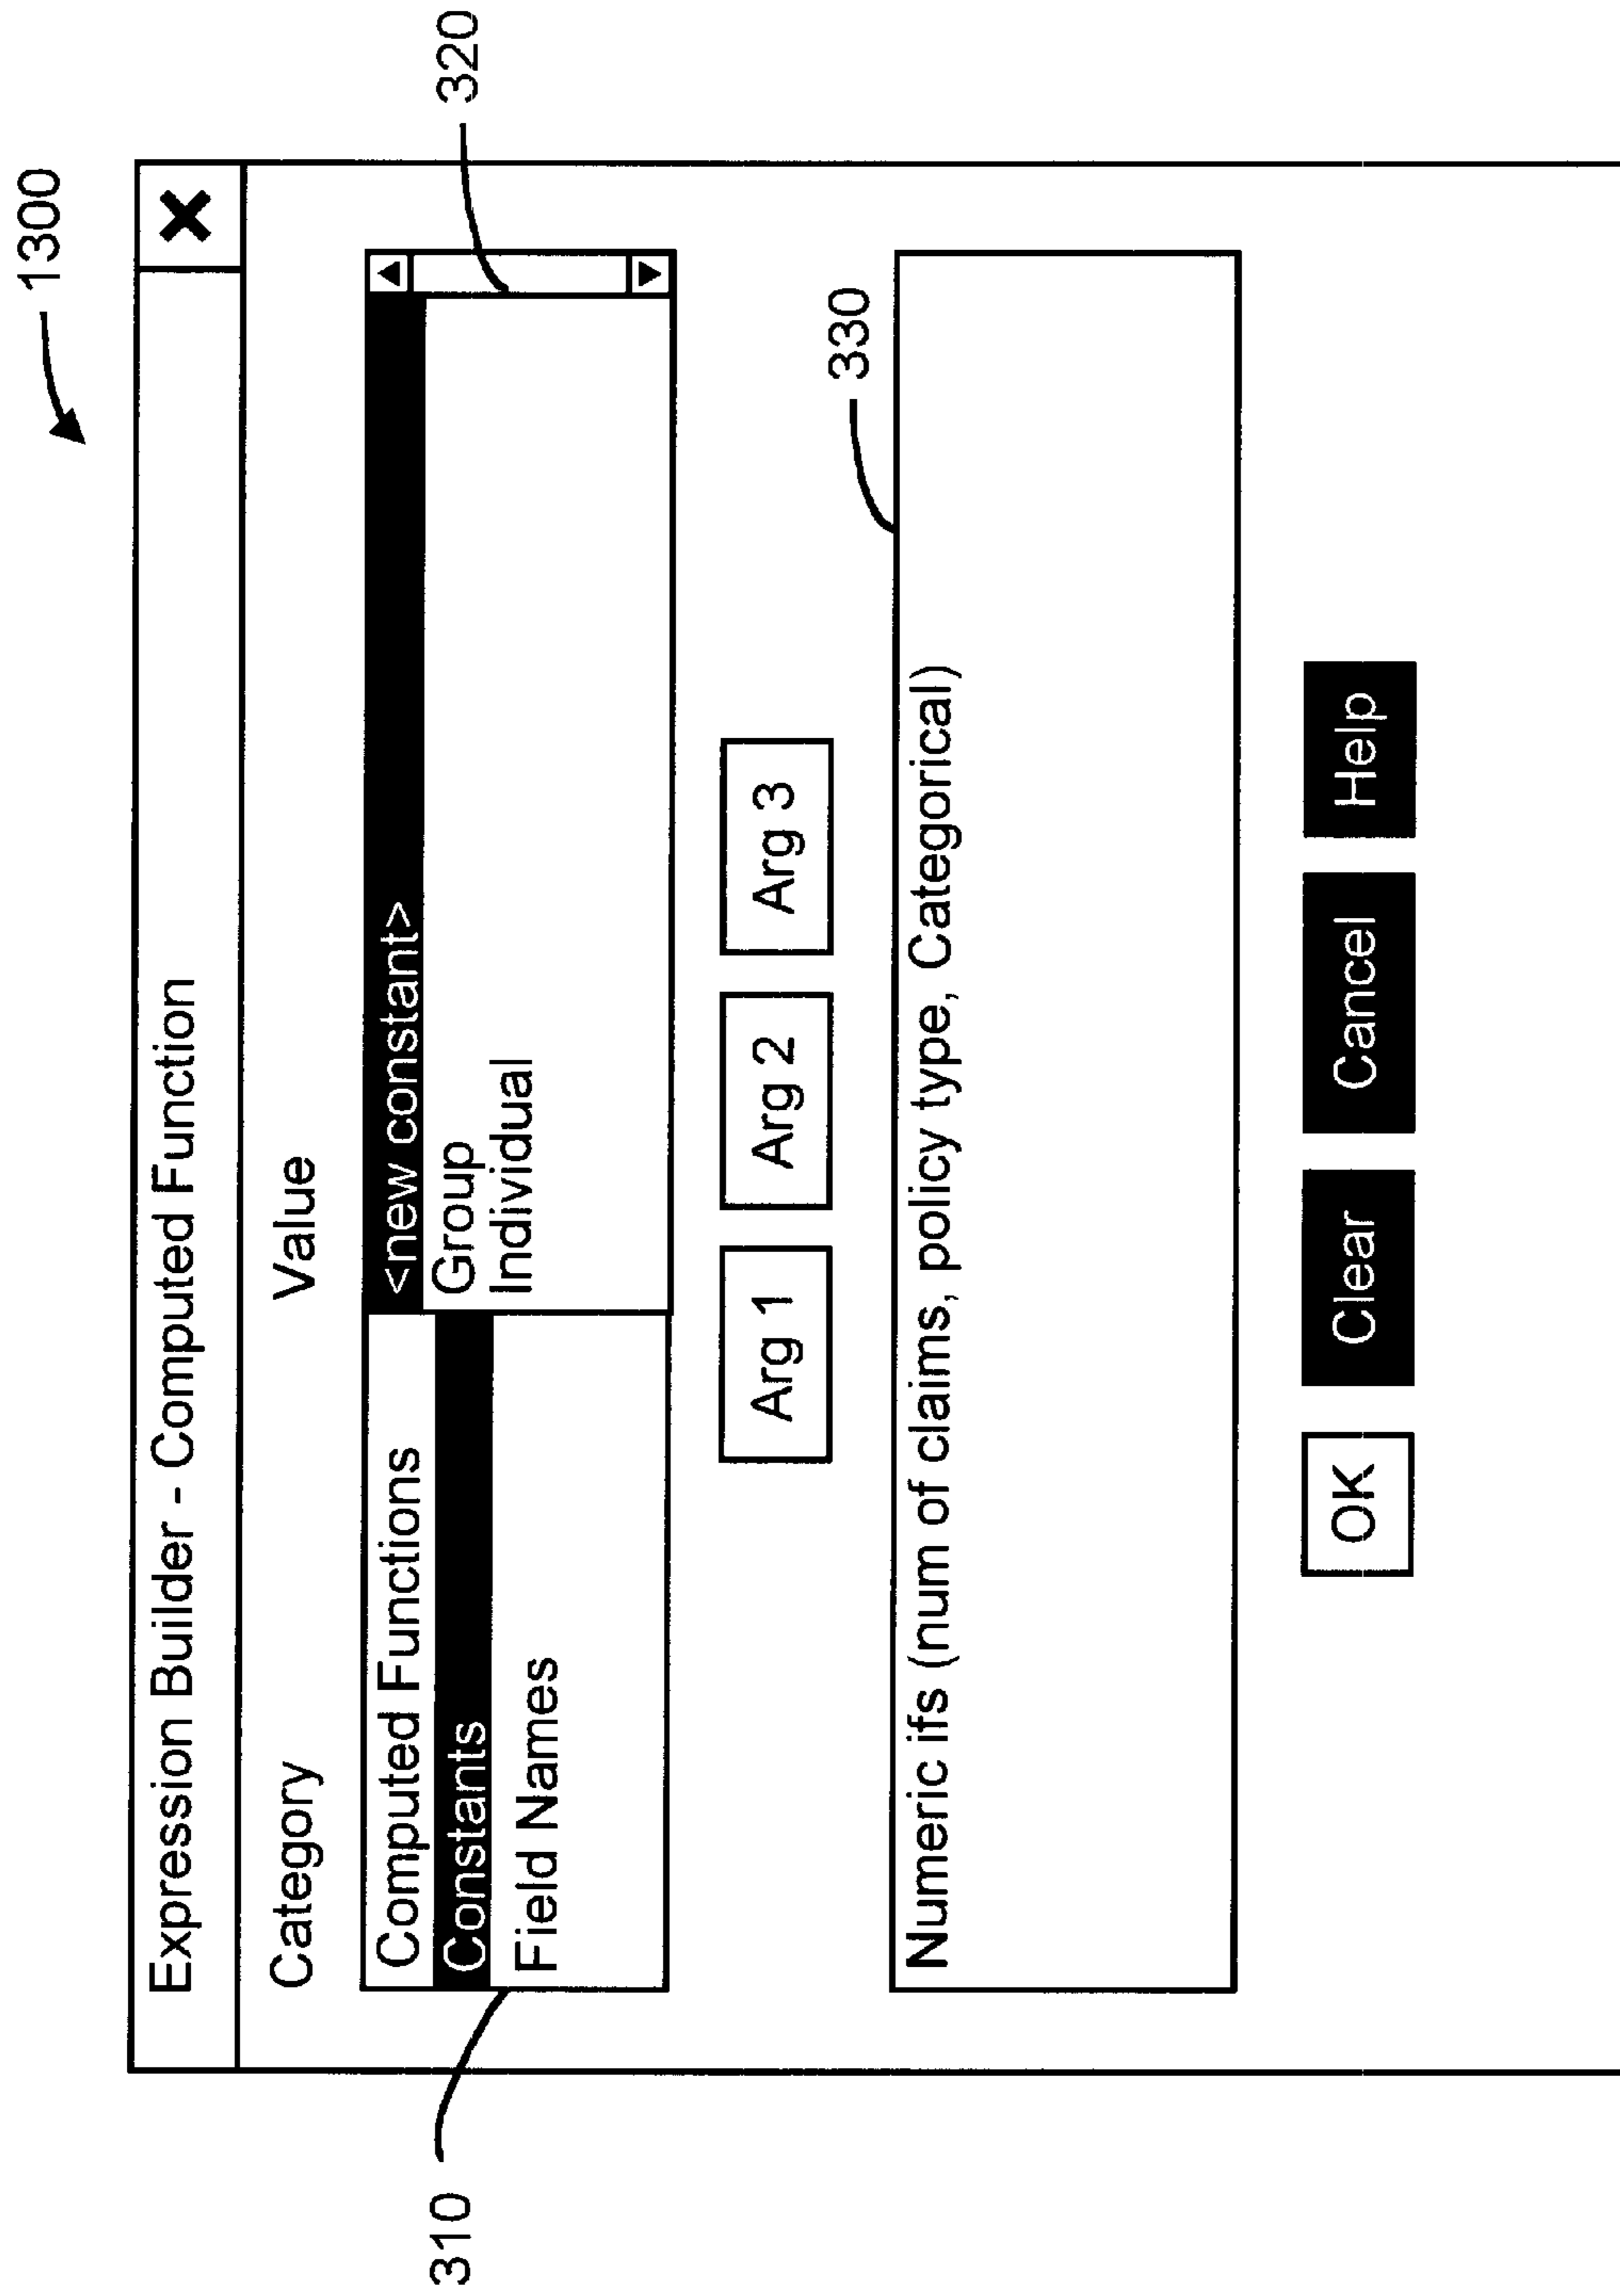 1300
Expression Builder - Computed Function
Category
Value
320
310
Computed Functions
Constants
Field Names
<new constant>
Group
Individual
Arg 1
Arg 2
Arg 3
330
Numeric ifs (num of claims, policy type, Categorical)
OK
Clear
Cancel
Help